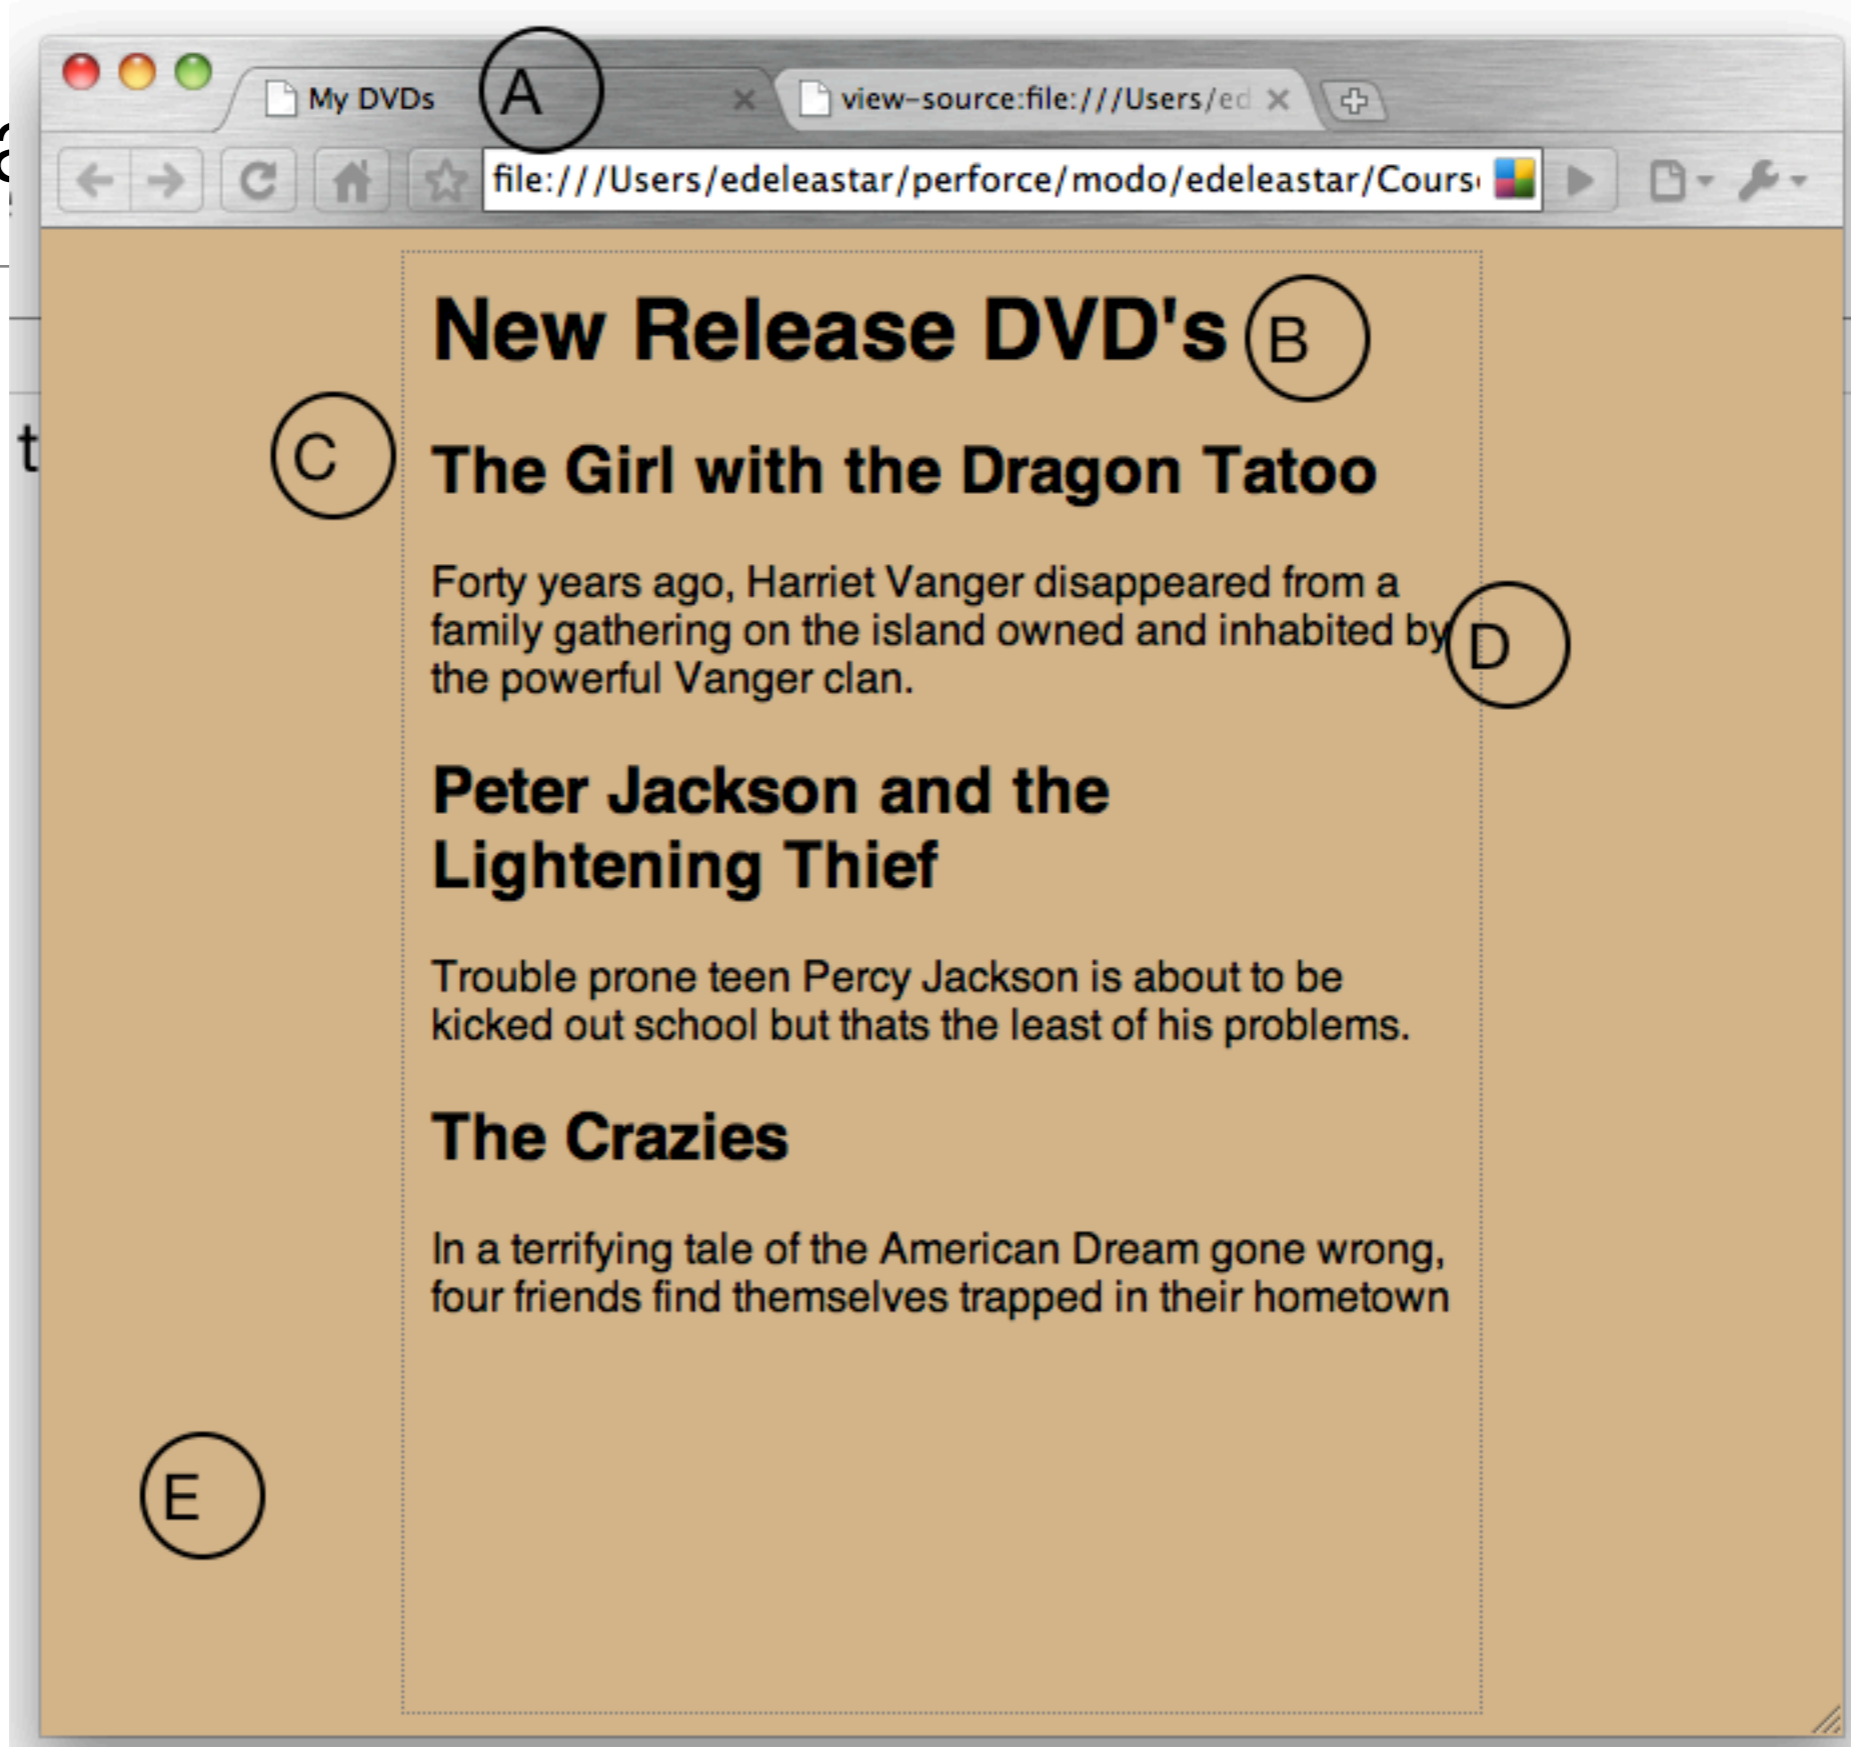 My DVDs
A
view-source:file:///Users/ed
file:///Users/edeleastar/perforce/modo/edeleastar/Cours
New Release DVD's
B
C
The Girl with the Dragon Tatoo
Forty years ago, Harriet Vanger disappeared from a
family gathering on the island owned and inhabited by
D
the powerful Vanger clan.
t
Peter Jackson and the
Lightening Thief
Trouble prone teen Percy Jackson is about to be
kicked out school but thats the least of his problems.
The Crazies
In a terrifying tale of the American Dream gone wrong,
four friends find themselves trapped in their hometown
E